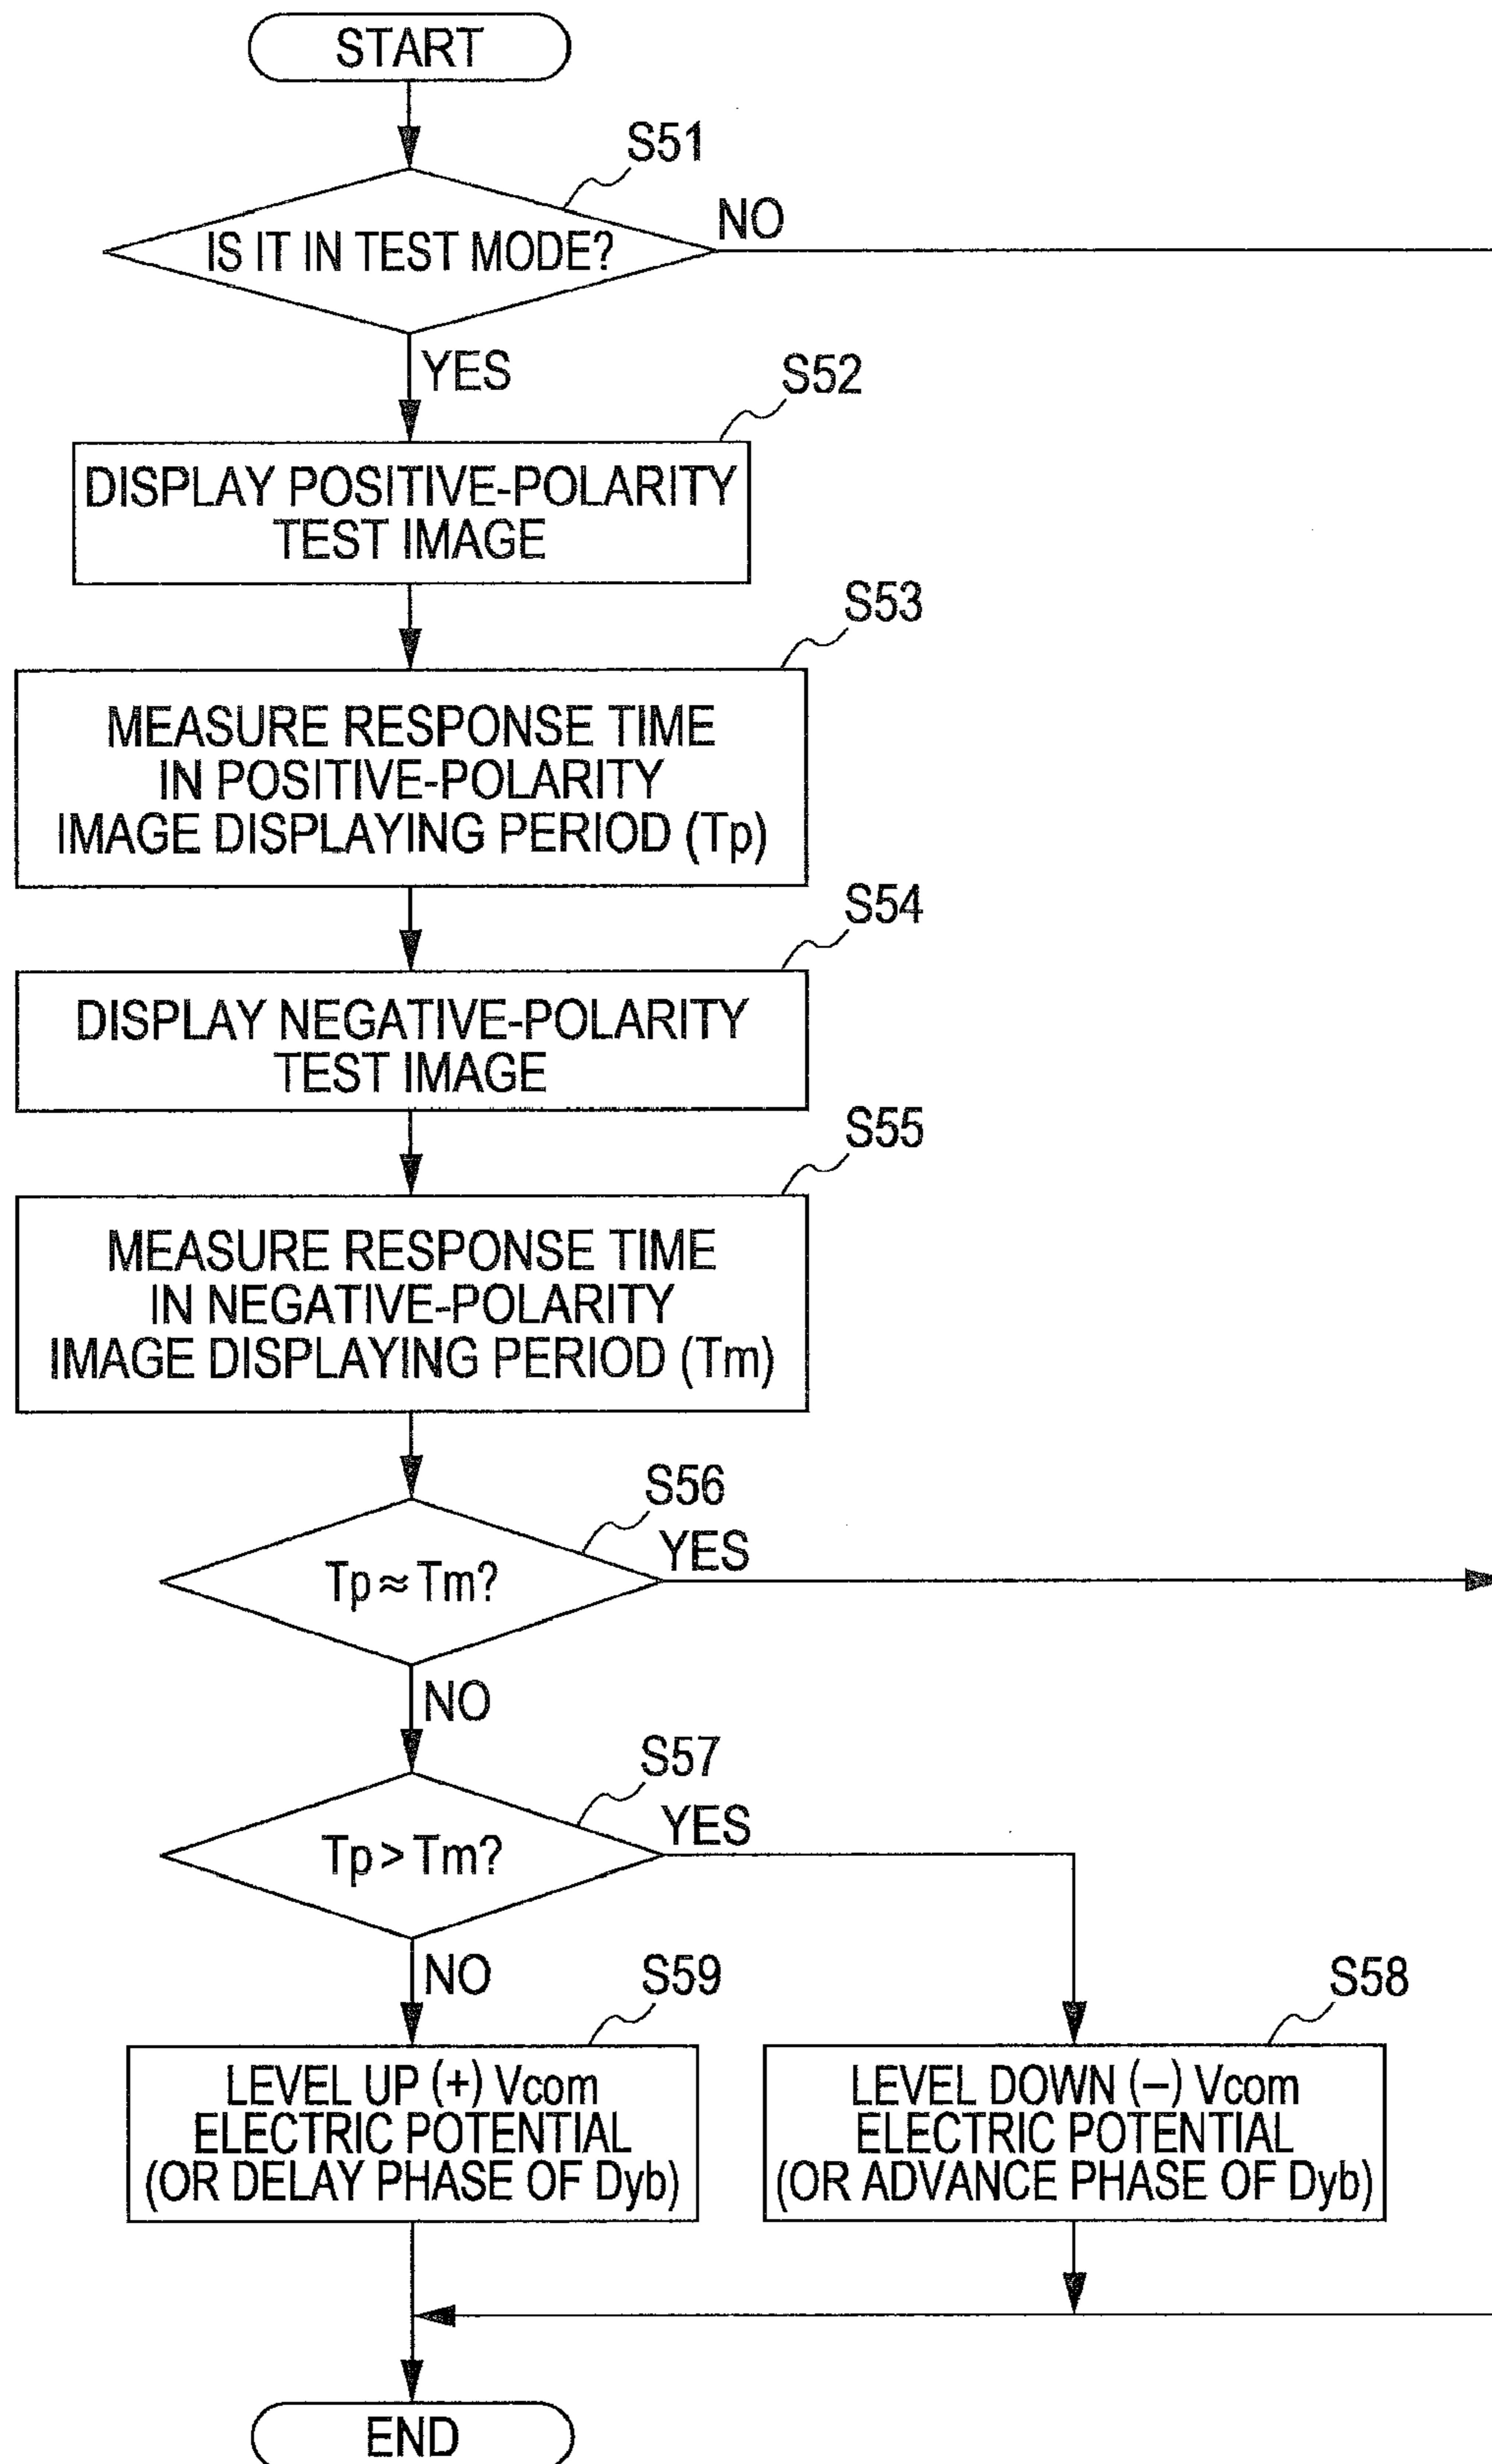 START
S51
IS IT IN TEST MODE?
NO
YES
S52
DISPLAY POSITIVE-POLARITY
TEST IMAGE
S53
MEASURE RESPONSE TIME
IN POSITIVE-POLARITY
IMAGE DISPLAYING PERIOD (Tp)
S54
DISPLAY NEGATIVE-POLARITY
TEST IMAGE
S55
MEASURE RESPONSE TIME
IN NEGATIVE-POLARITY
IMAGE DISPLAYING PERIOD (Tm)
S56
Tp ≈ Tm?
YES
NO
S57
Tp > Tm?
YES
NO
S59
LEVEL UP (+) Vcom
ELECTRIC POTENTIAL
(OR DELAY PHASE OF Dyb)
S58
LEVEL DOWN (–) Vcom
ELECTRIC POTENTIAL
(OR ADVANCE PHASE OF Dyb)
END